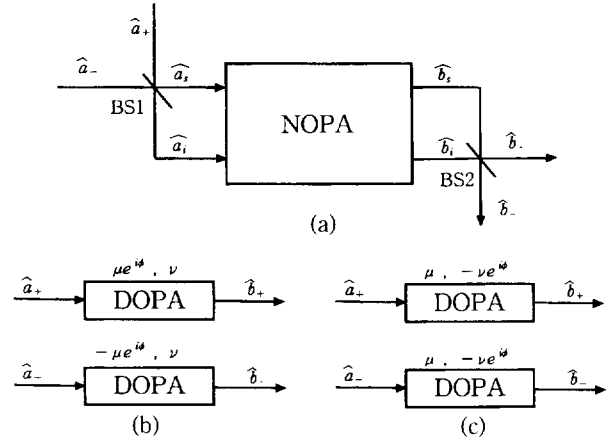 â₊
â₋
âₛ
BS1
NOPA
âᵢ
b̂ₛ
b̂ᵢ
b̂₋
BS2
b̂₋
(a)
μe^{iϕ} , ν
â₊ DOPA b̂₊
−μe^{iϕ} , ν
â₋ DOPA b̂₋
(b)
μ , −νe^{iϕ}
â₊ DOPA b̂₊
μ , −νe^{iϕ}
â₋ DOPA b̂₋
(c)